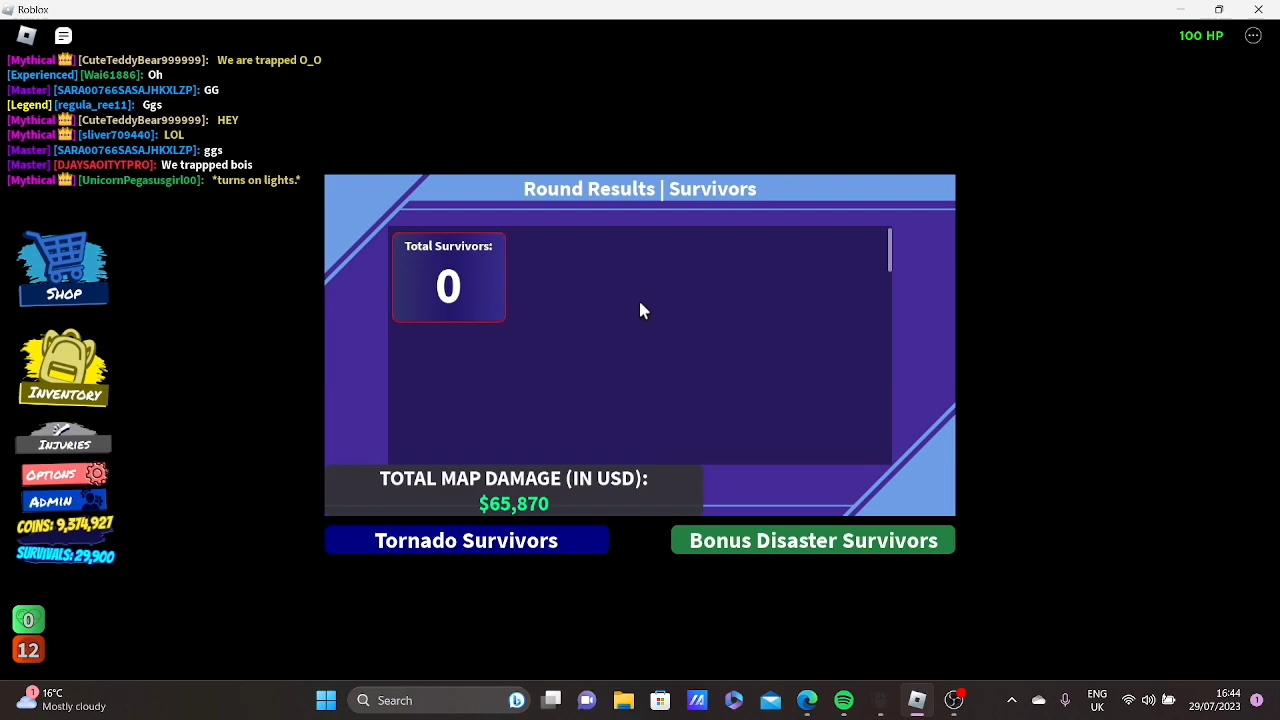 Roblox
100 HP
[Mythical 👑] [CuteTeddyBear999999]: We are trapped O_O
[Experienced] [Wai61886]: Oh
[Master] [SARA00766SASAJHKXLZP]: GG
[Legend] [regula_ree11]: Ggs
[Mythical 👑] [CuteTeddyBear999999]: HEY
[Mythical 👑] [sliver709440]: LOL
[Master] [SARA00766SASAJHKXLZP]: ggs
[Master] [DJAYSAOITYTPRO]: We trappped bois
[Mythical 👑] [UnicornPegasusgirl00]: *turns on lights.*
Round Results | Survivors
Total Survivors:
0
SHOP
INVENTORY
INJURIES
OPTIONS
ADMIN
COINS: 9,374,927
SURVIVALS: 29,900
TOTAL MAP DAMAGE (IN USD):
$65,870
Tornado Survivors
Bonus Disaster Survivors
0
12
1
16°C
Mostly cloudy
Search
ENG
UK
16:44
29/07/2023
1